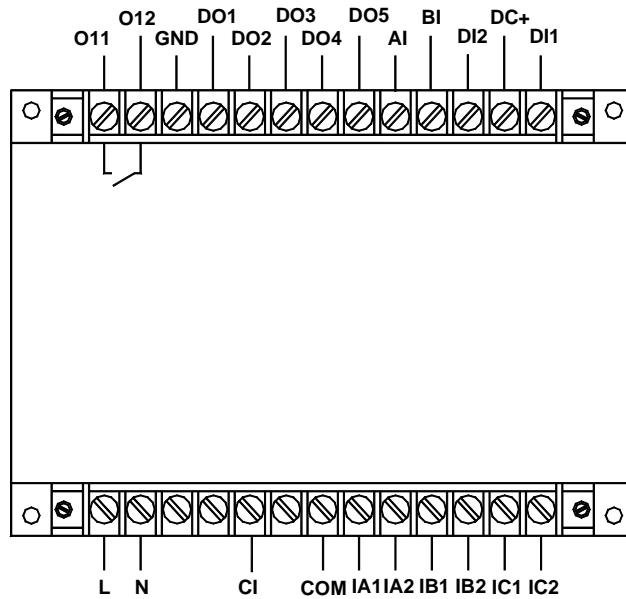 O12 DO1 DO3 DO5 BI DC+
O11 GND DO2 DO4 AI DI2 DI1
L N CI COM IA1 IA2 IB1 IB2 IC1 IC2